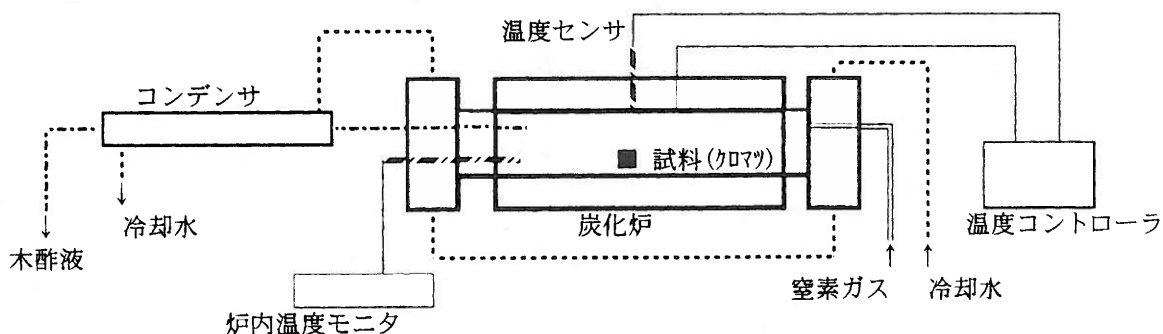 温度センサ
コンデンサ
試料(クロマツ)
炭化炉
冷却水
木酢液
温度コントローラ
窒素ガス
冷却水
炉内温度モニタ